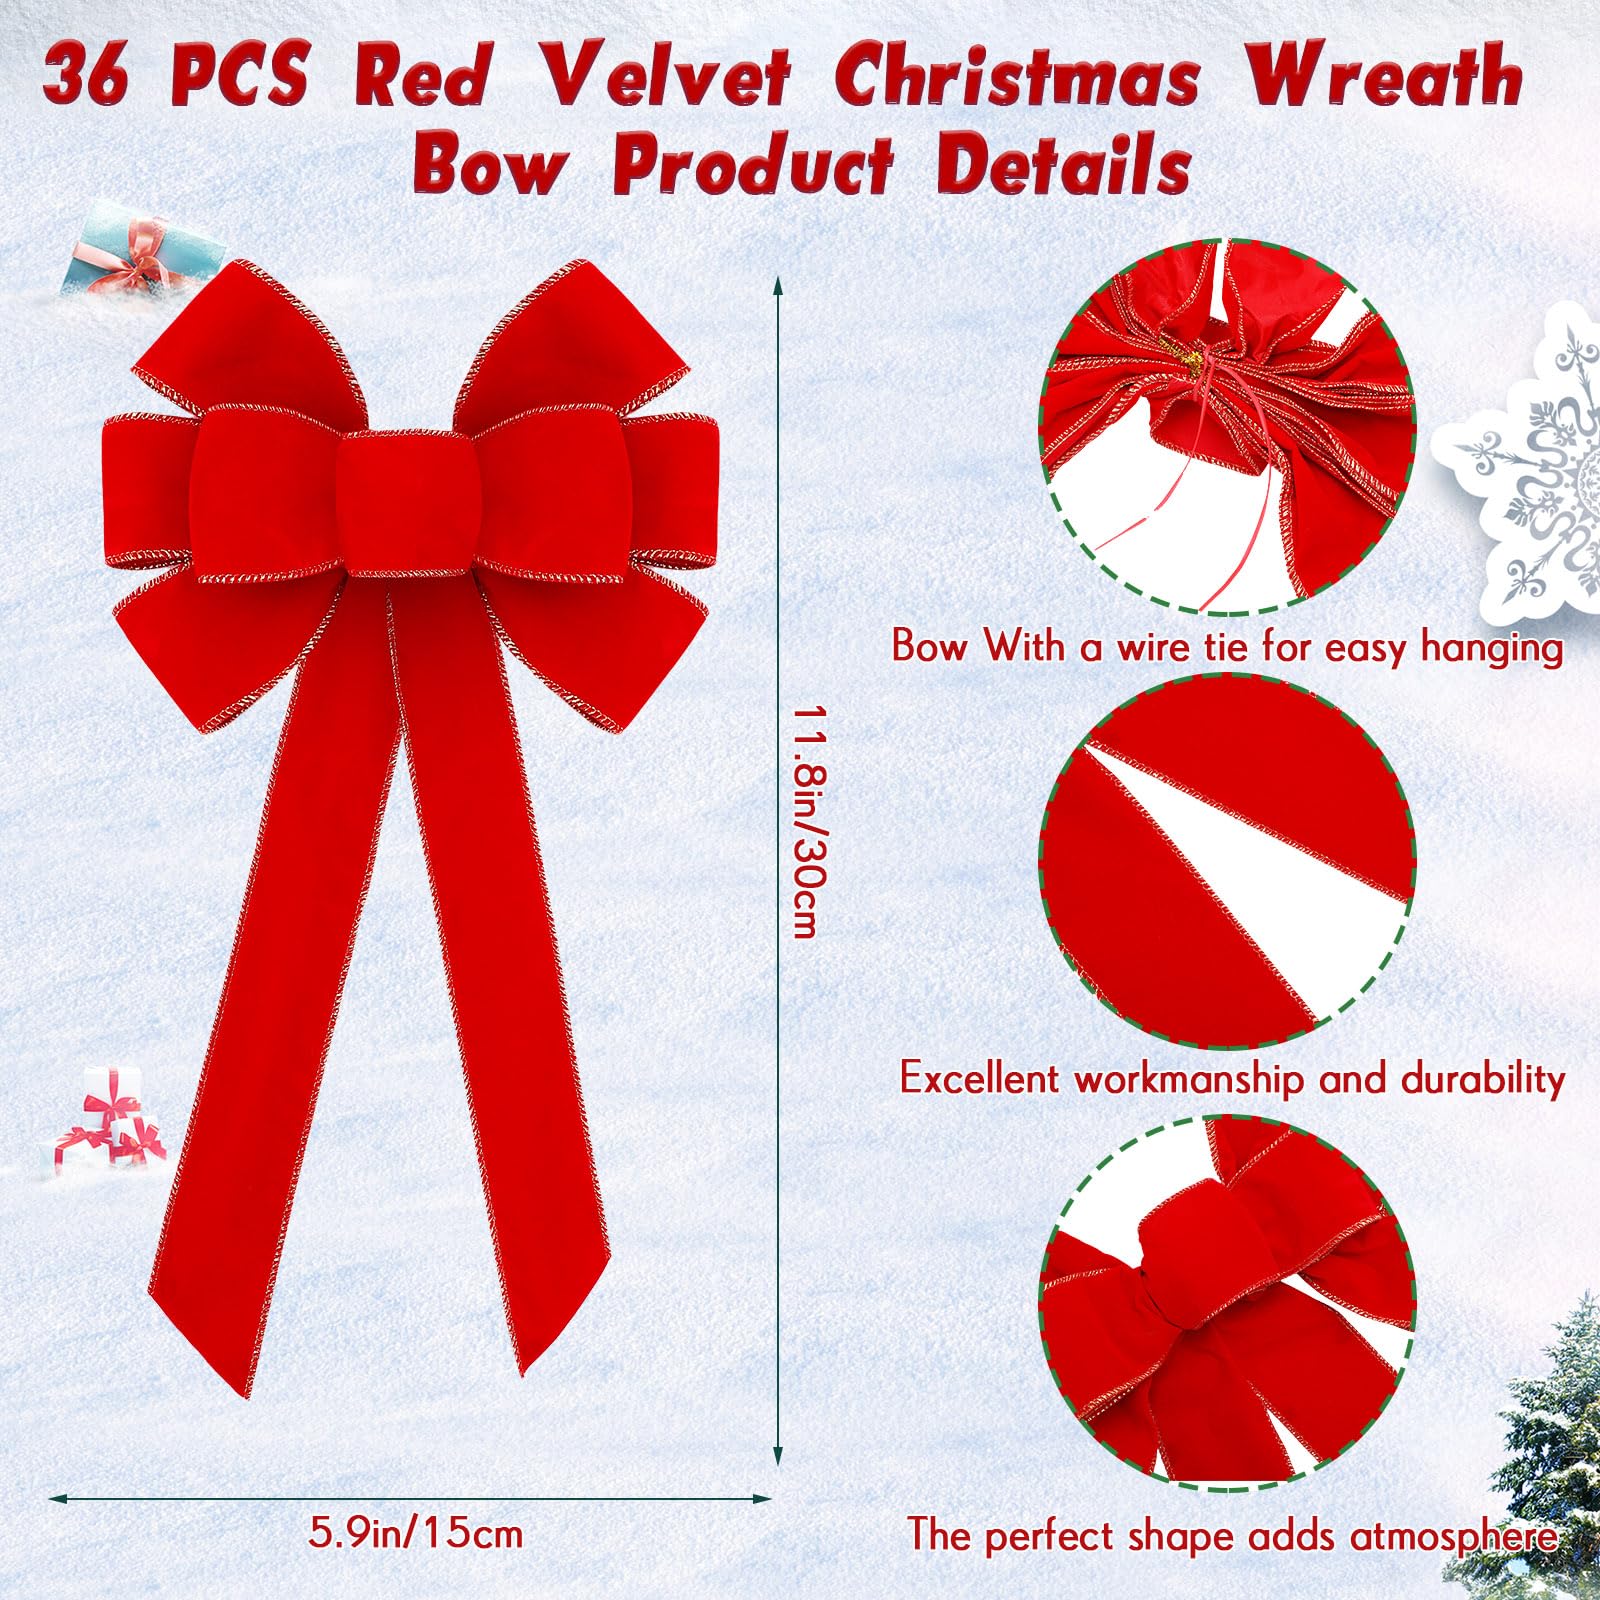 36 PCS Red Velvet Christmas Wreath
Bow Product Details
Bow With a wire tie for easy hanging
11.8in/30cm
Excellent workmanship and durability
5.9in/15cm
The perfect shape adds atmosphere